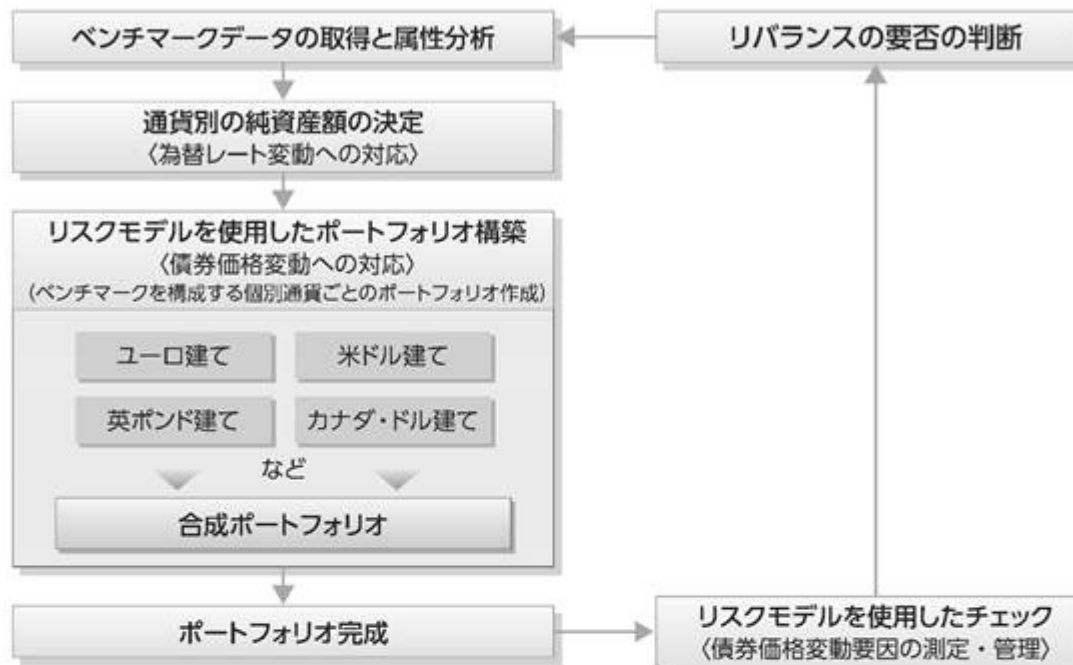 ベンチマークデータの取得と属性分析
リバランスの要否の判断
通貨別の純資産額の決定
〈為替レート変動への対応〉
リスクモデルを使用したポートフォリオ構築
〈債券価格変動への対応〉
(ベンチマークを構成する個別通貨ごとのポートフォリオ作成)
ユーロ建て
米ドル建て
英ポンド建て
カナダ・ドル建て
など
合成ポートフォリオ
ポートフォリオ完成
リスクモデルを使用したチェック
〈債券価格変動要因の測定・管理〉